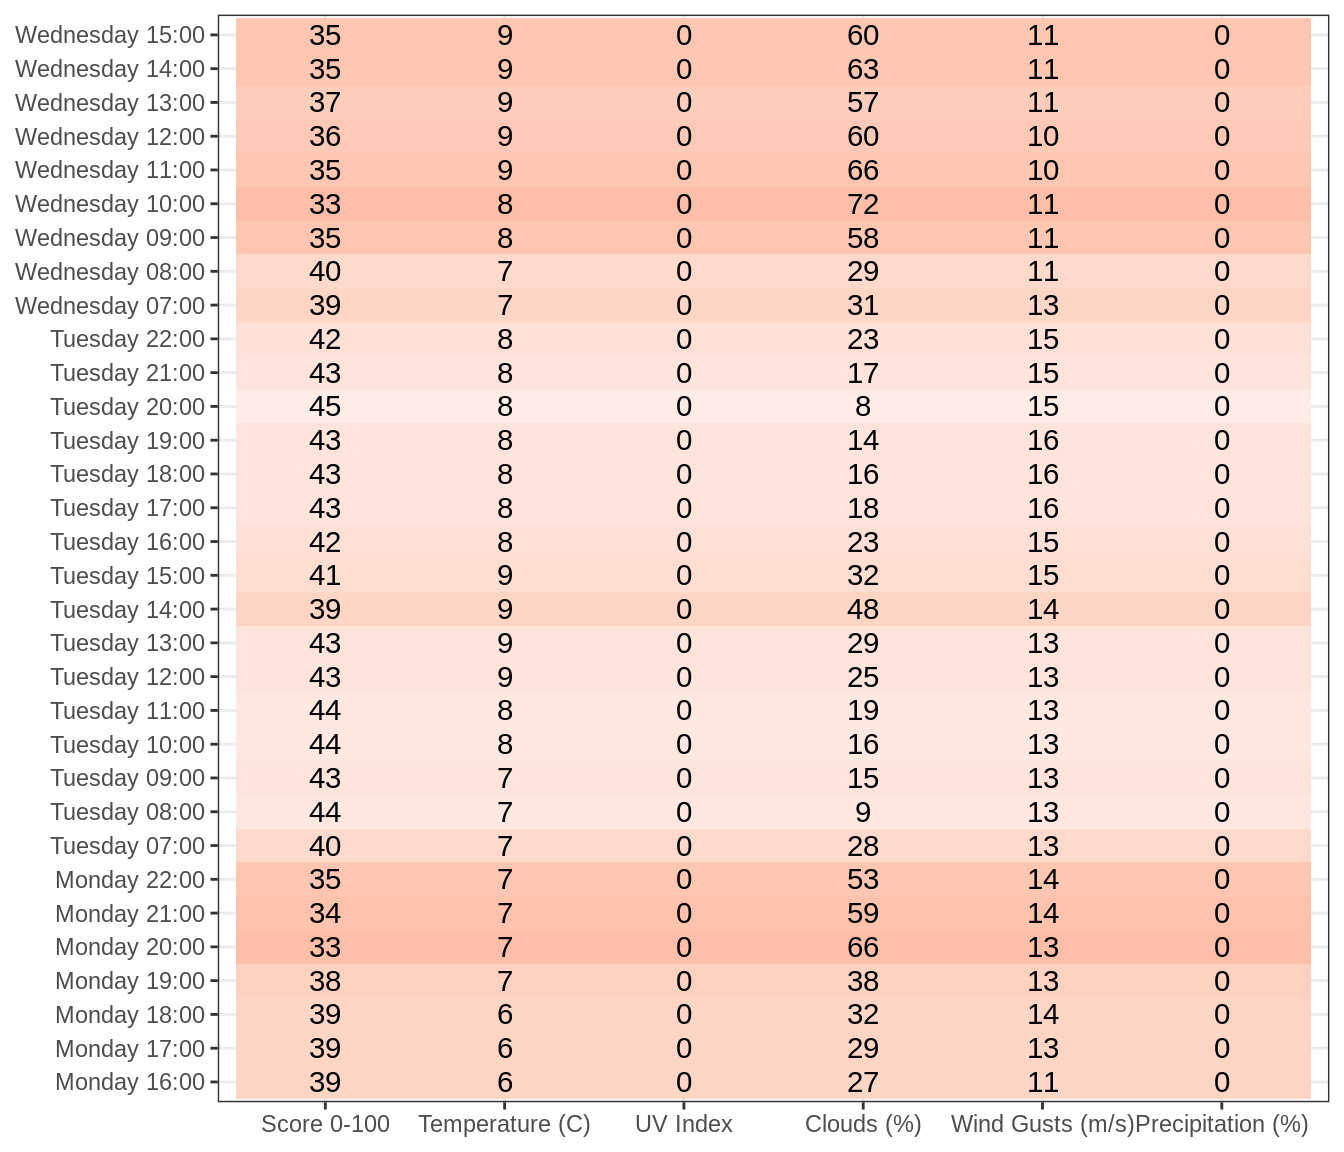 Wednesday 15:00 35 9 0 60 11 0
Wednesday 14:00 35 9 0 63 11 0
Wednesday 13:00 37 9 0 57 11 0
Wednesday 12:00 36 9 0 60 10 0
Wednesday 11:00 35 9 0 66 10 0
Wednesday 10:00 33 8 0 72 11 0
Wednesday 09:00 35 8 0 58 11 0
Wednesday 08:00 40 7 0 29 11 0
Wednesday 07:00 39 7 0 31 13 0
Tuesday 22:00 42 8 0 23 15 0
Tuesday 21:00 43 8 0 17 15 0
Tuesday 20:00 45 8 0 8 15 0
Tuesday 19:00 43 8 0 14 16 0
Tuesday 18:00 43 8 0 16 16 0
Tuesday 17:00 43 8 0 18 16 0
Tuesday 16:00 42 8 0 23 15 0
Tuesday 15:00 41 9 0 32 15 0
Tuesday 14:00 39 9 0 48 14 0
Tuesday 13:00 43 9 0 29 13 0
Tuesday 12:00 43 9 0 25 13 0
Tuesday 11:00 44 8 0 19 13 0
Tuesday 10:00 44 8 0 16 13 0
Tuesday 09:00 43 7 0 15 13 0
Tuesday 08:00 44 7 0 9 13 0
Tuesday 07:00 40 7 0 28 13 0
Monday 22:00 35 7 0 53 14 0
Monday 21:00 34 7 0 59 14 0
Monday 20:00 33 7 0 66 13 0
Monday 19:00 38 7 0 38 13 0
Monday 18:00 39 6 0 32 14 0
Monday 17:00 39 6 0 29 13 0
Monday 16:00 39 6 0 27 11 0
Score 0-100 Temperature (C) UV Index Clouds (%) Wind Gusts (m/s) Precipitation (%)